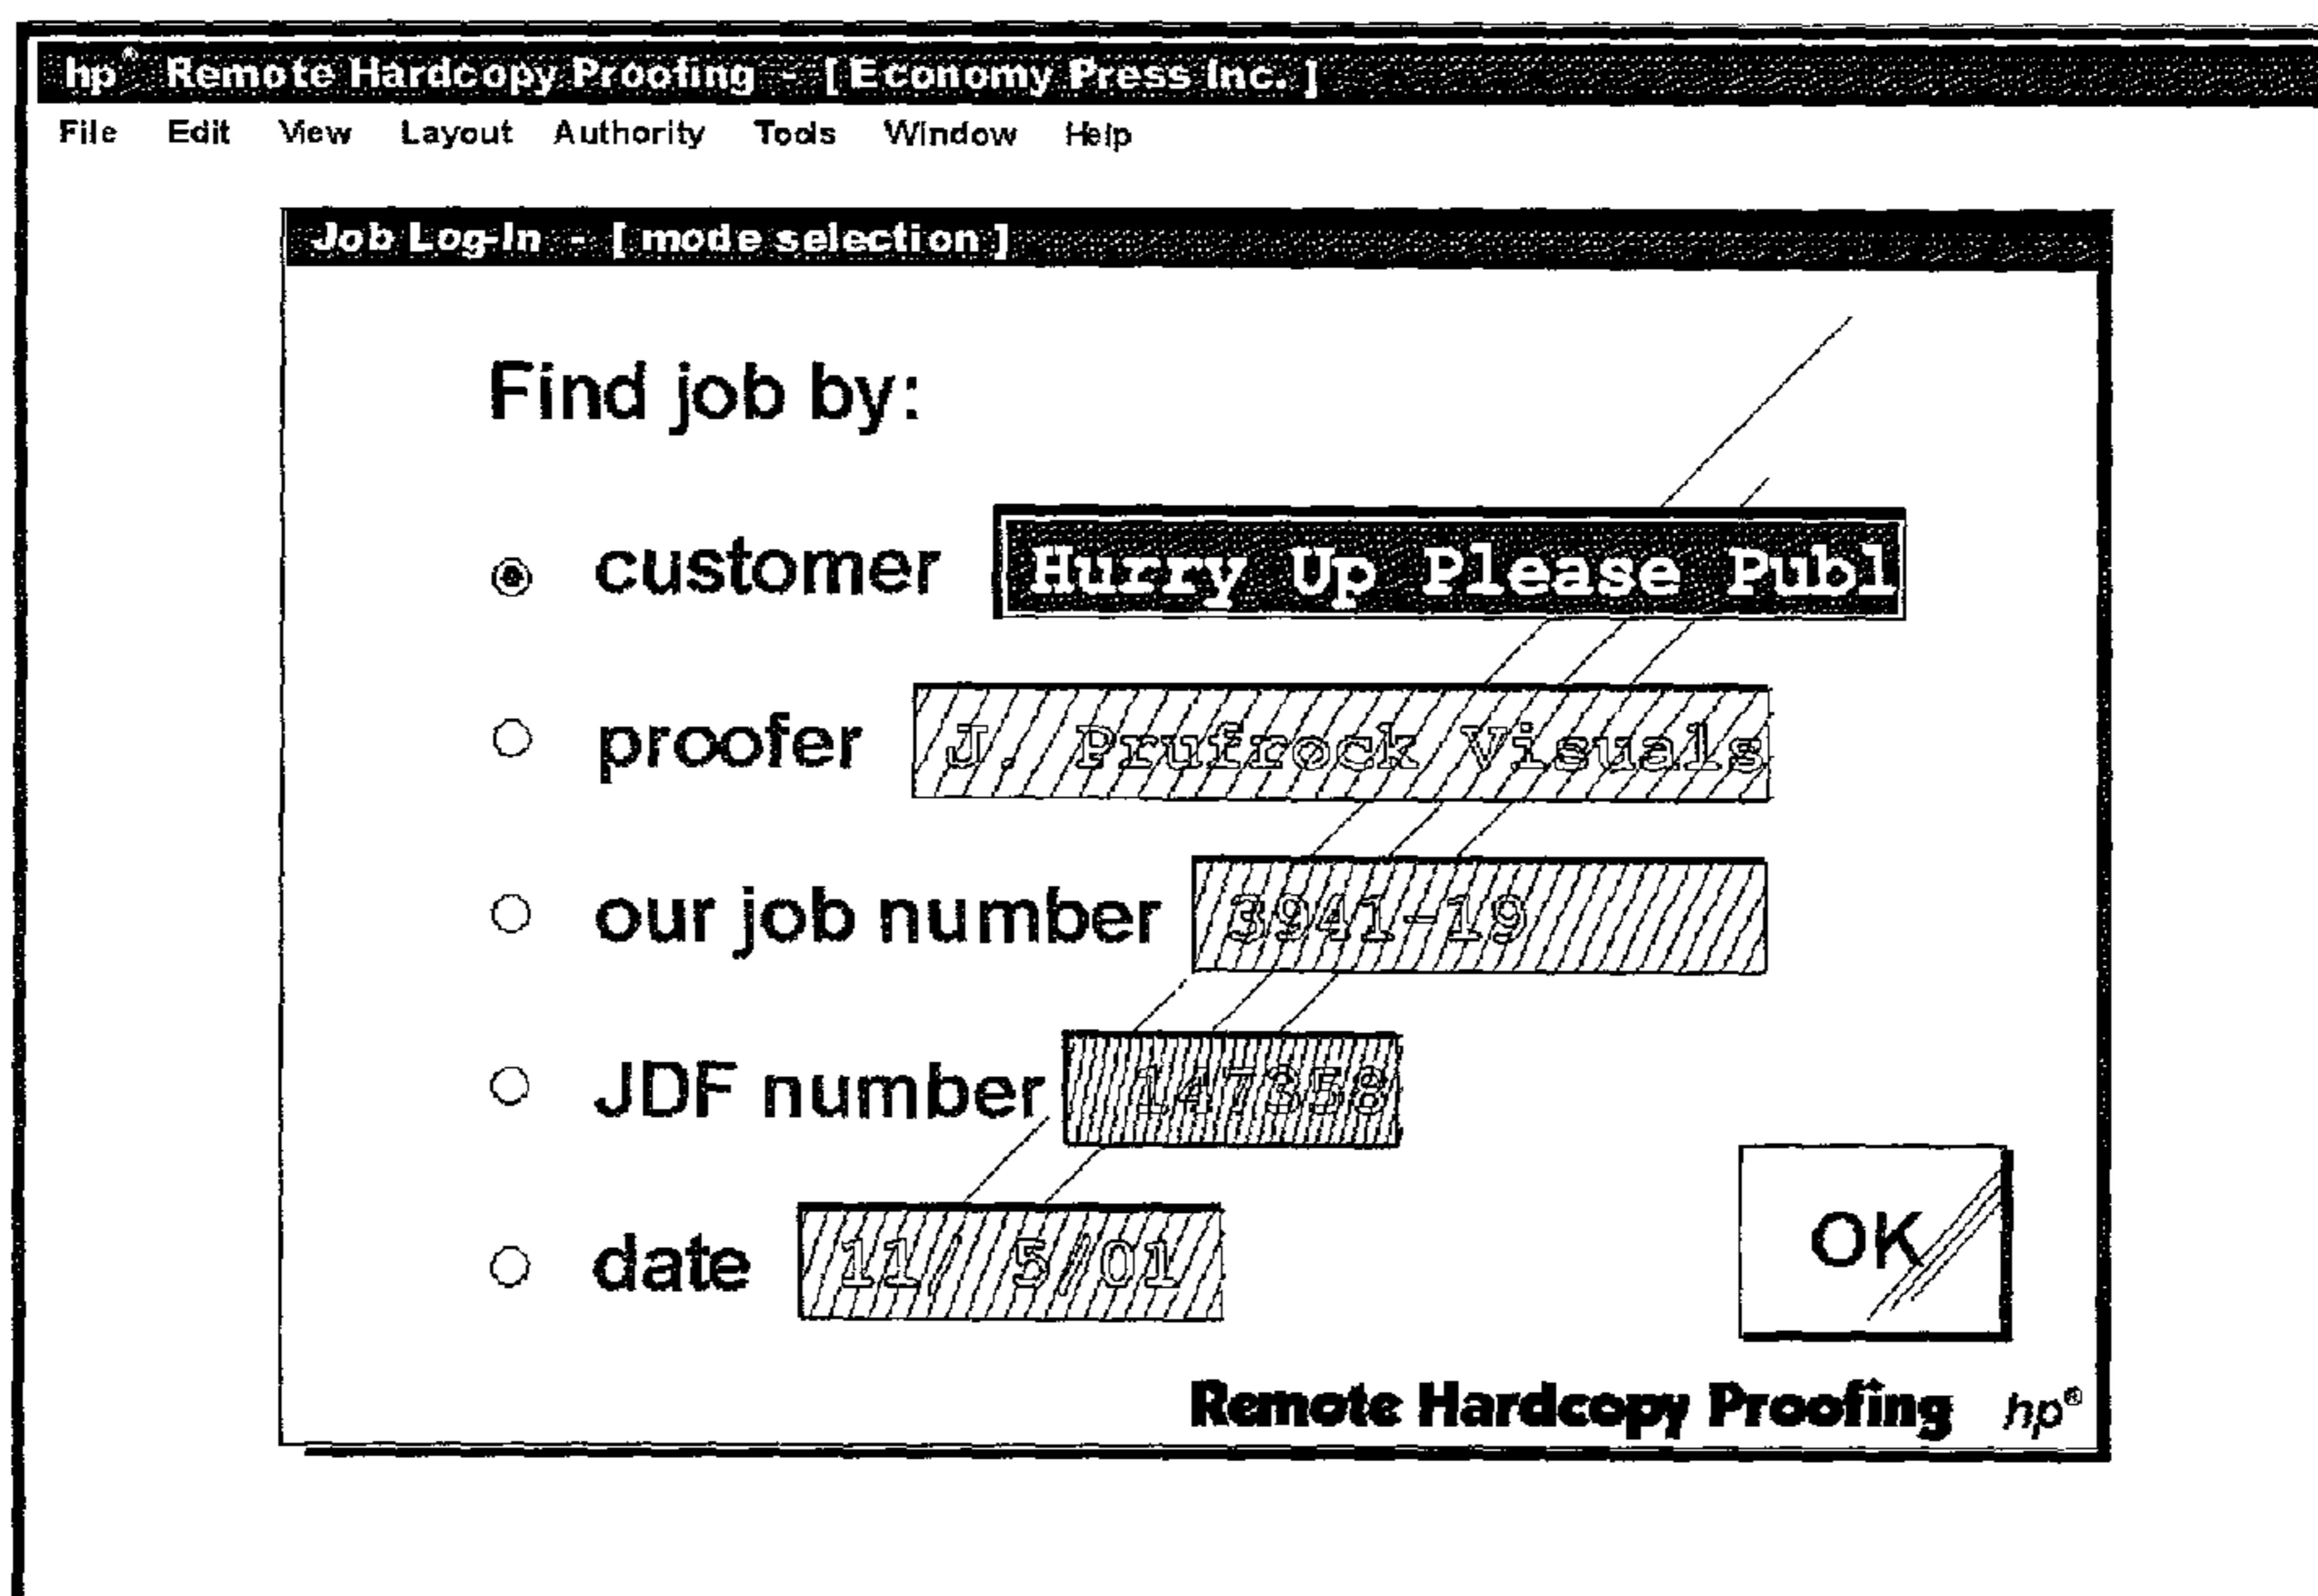 hp® Remote Hardcopy Proofing - [ Economy Press Inc. ]
File Edit View Layout Authority Tools Window Help
Job Log-In - [ mode selection ]
Find job by:
customer Hurry Up Please Publ
proofer J. Prufrock Visuals
our job number 3941-19
JDF number 147358
date 11/ 5/01
OK
Remote Hardcopy Proofing hp®